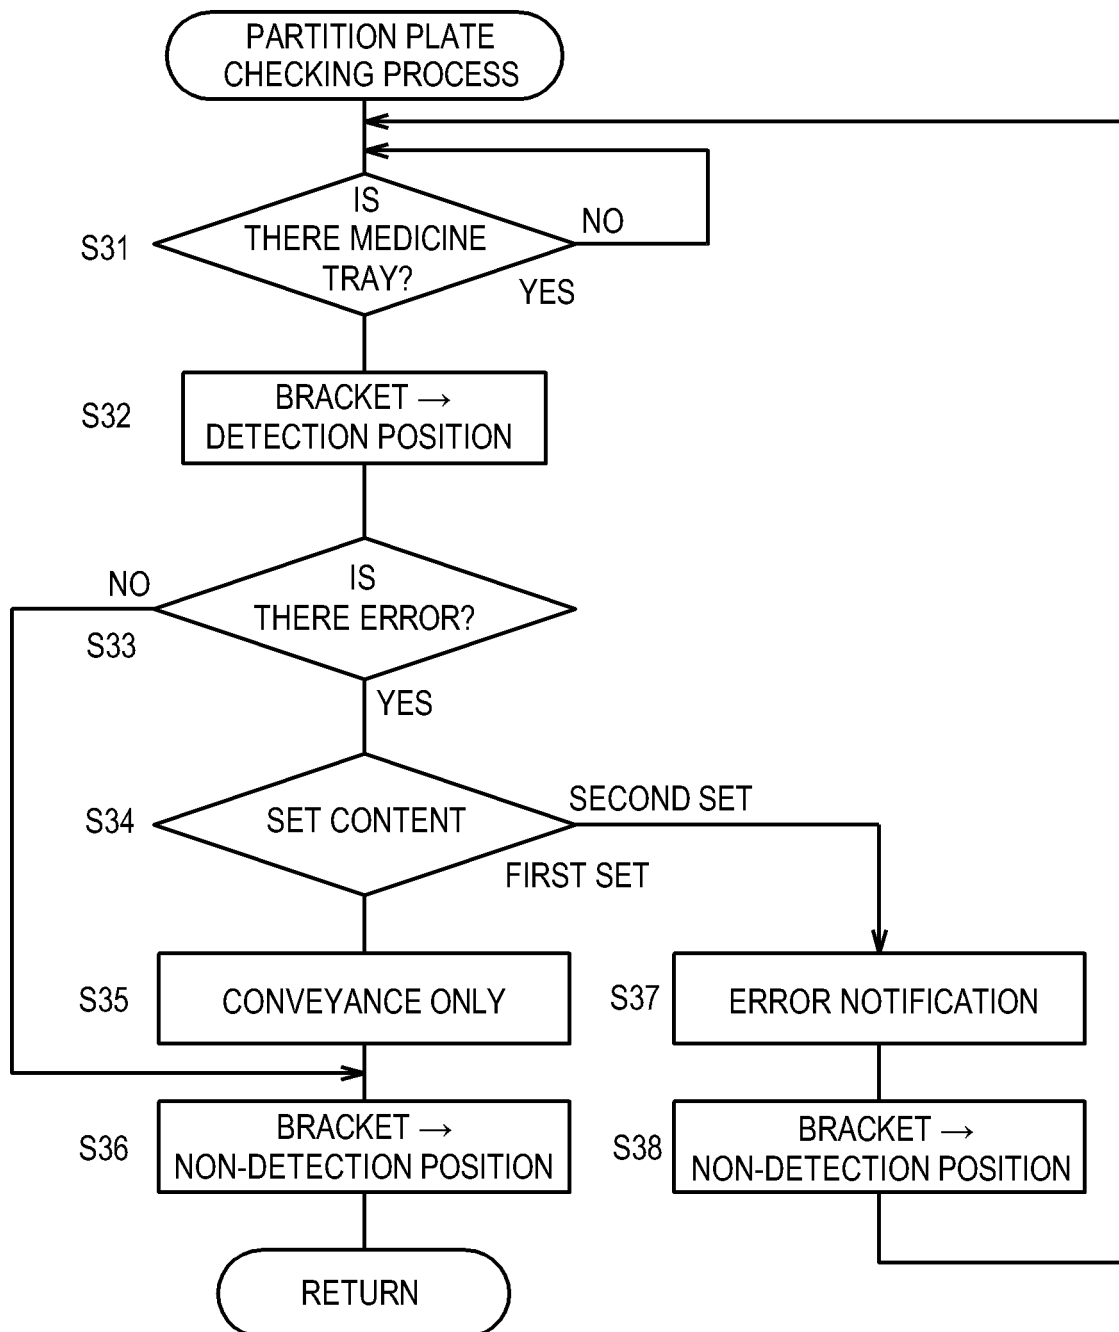 PARTITION PLATE
CHECKING PROCESS
S31
IS
THERE MEDICINE
TRAY?
NO
YES
S32
BRACKET →
DETECTION POSITION
NO
S33
IS
THERE ERROR?
YES
S34
SET CONTENT
SECOND SET
FIRST SET
S35
CONVEYANCE ONLY
S37
ERROR NOTIFICATION
S36
BRACKET →
NON-DETECTION POSITION
S38
BRACKET →
NON-DETECTION POSITION
RETURN